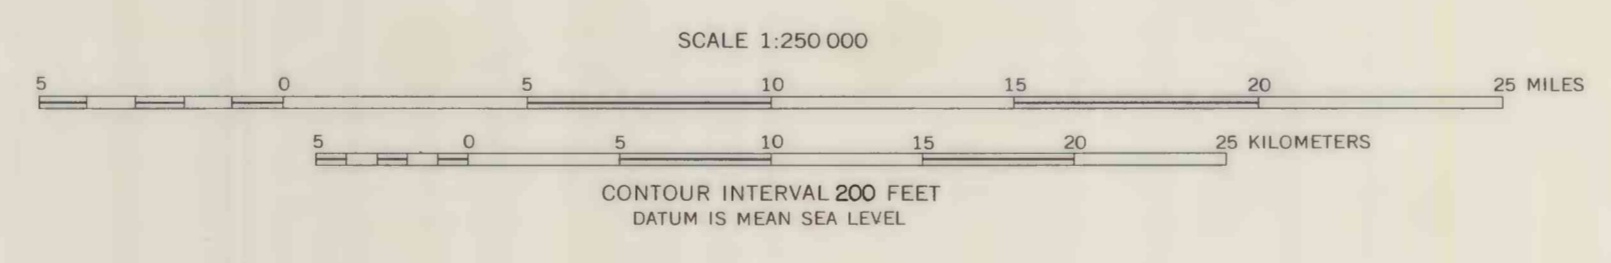 SCALE 1:250 000
5 0 5 10 15 20 25 MILES
5 0 5 10 15 20 25 KILOMETERS
CONTOUR INTERVAL 200 FEET
DATUM IS MEAN SEA LEVEL